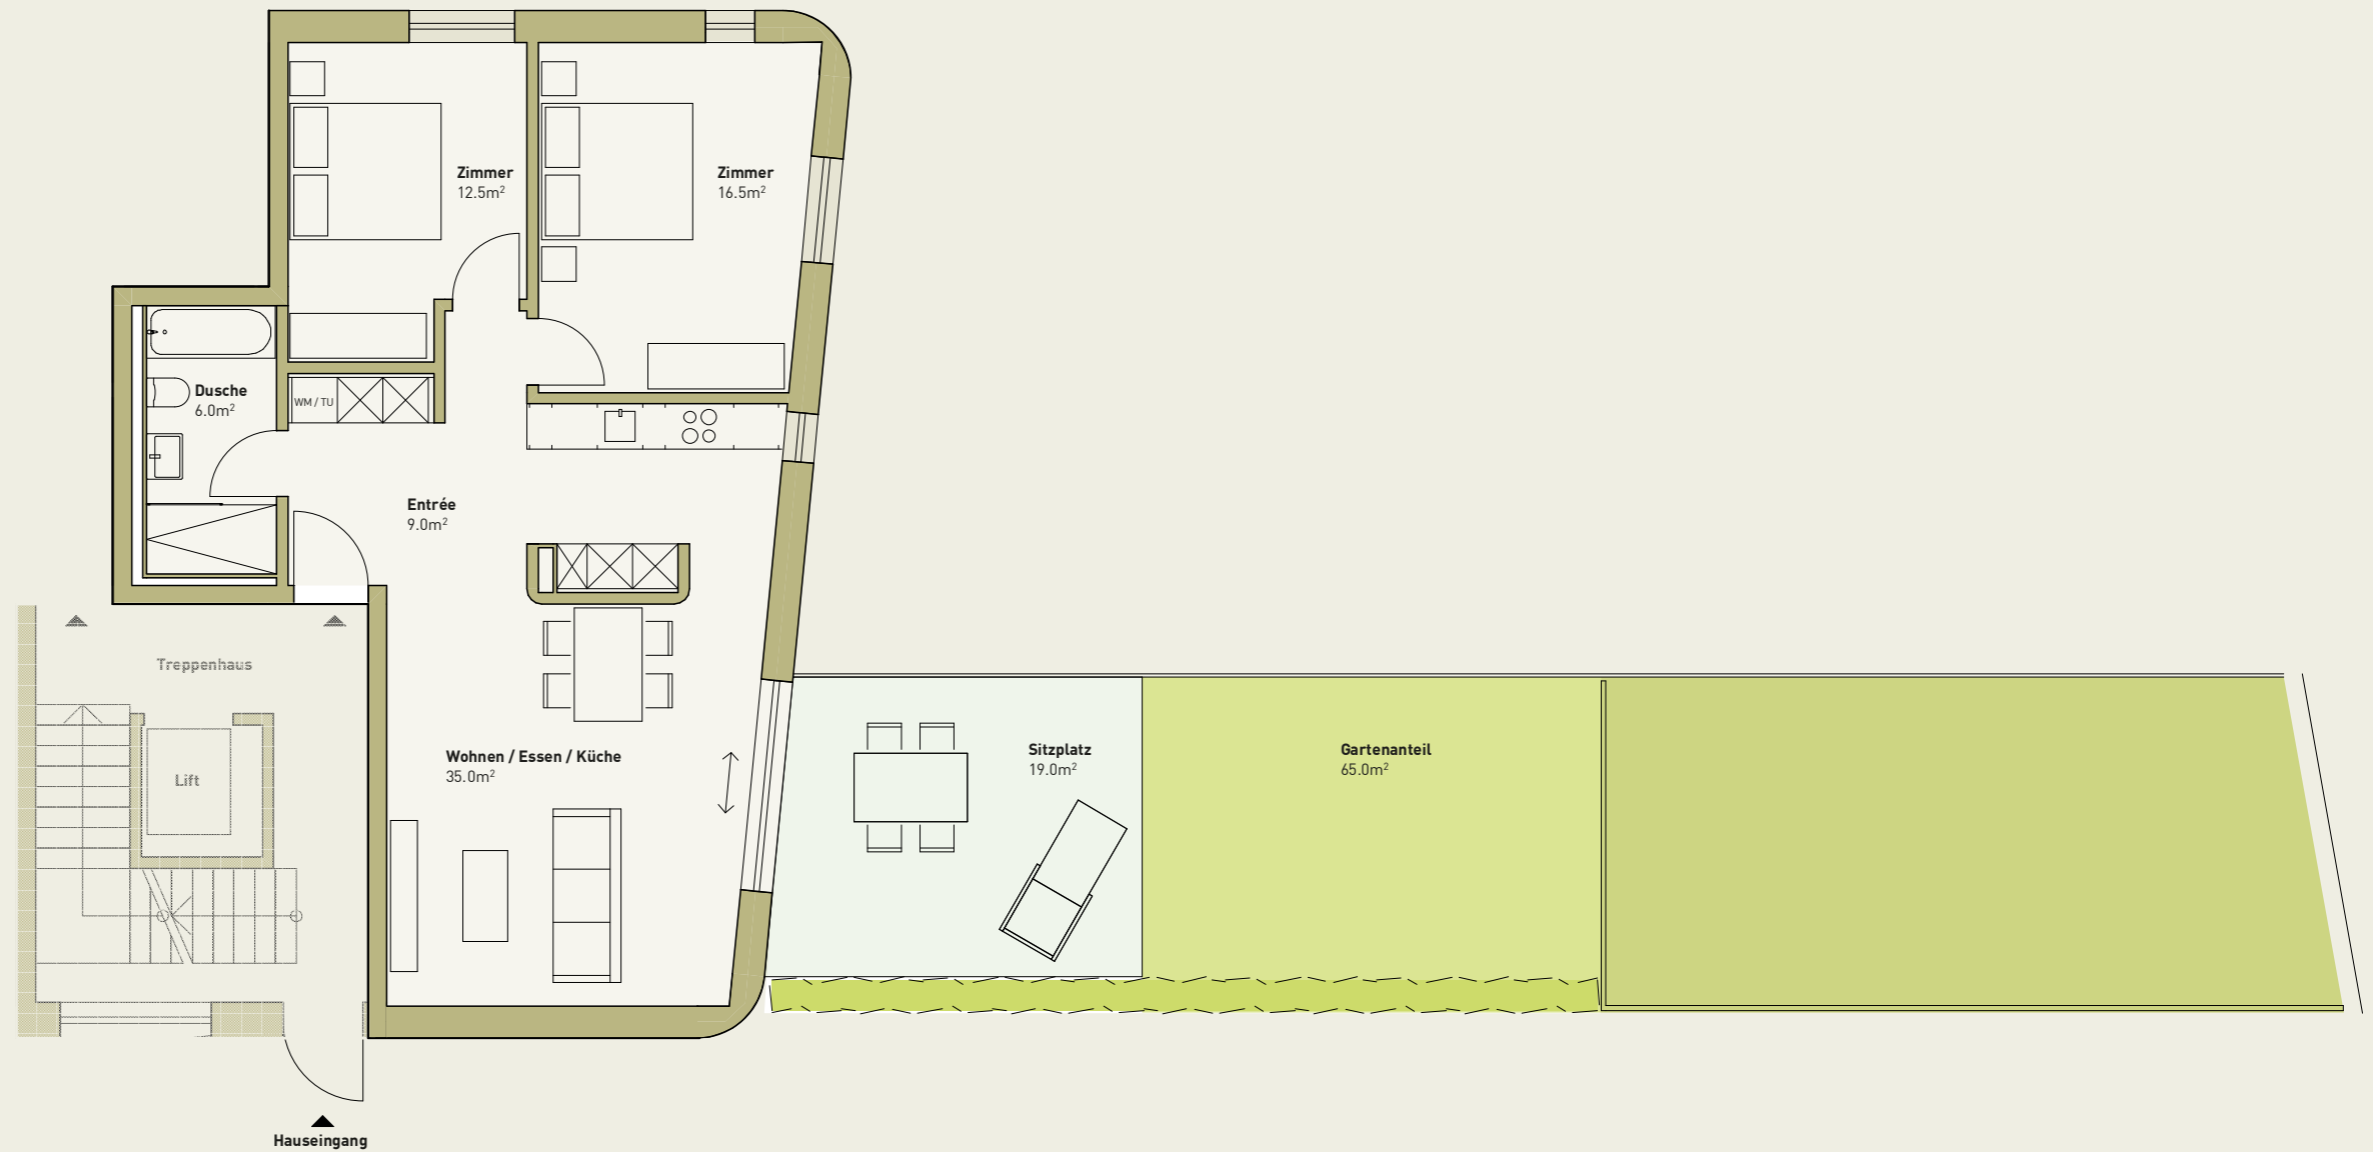 Zimmer
12.5m²
Zimmer
16.5m²
Dusche
6.0m²
WM / TU
Entrée
9.0m²
Treppenhaus
Lift
Wohnen / Essen / Küche
35.0m²
Sitzplatz
19.0m²
Gartenanteil
65.0m²
Hauseingang